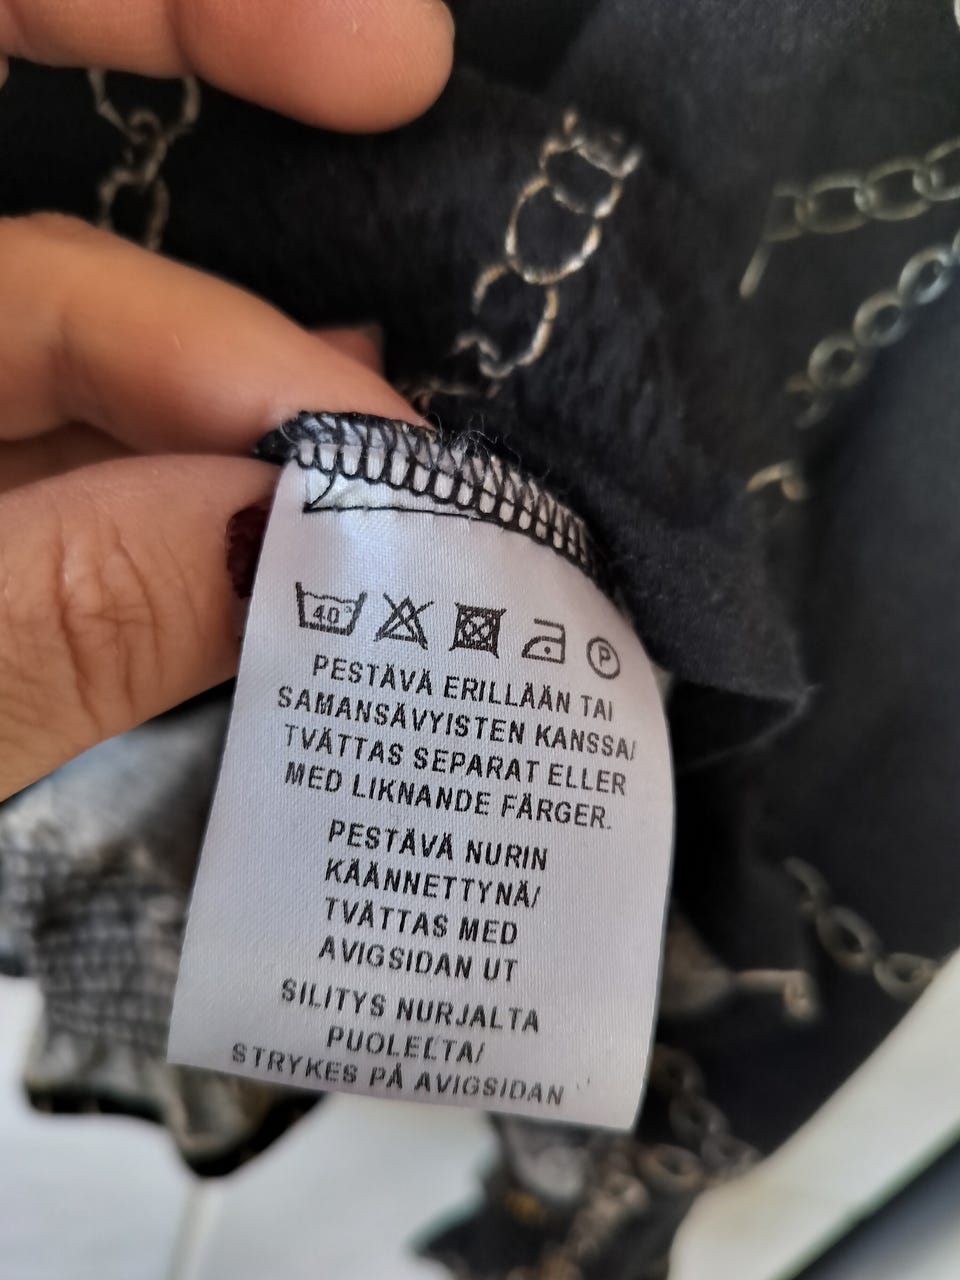 40°
P
PESTÄVÄ ERILLÄÄN TAI
SAMANSÄVYISTEN KANSSA/
TVÄTTAS SEPARAT ELLER
MED LIKNANDE FÄRGER.
PESTÄVÄ NURIN
KÄÄNNETTYNÄ/
TVÄTTAS MED
AVIGSIDAN UT
SILITYS NURJALTA
PUOLELTA/
STRYKES PÅ AVIGSIDAN